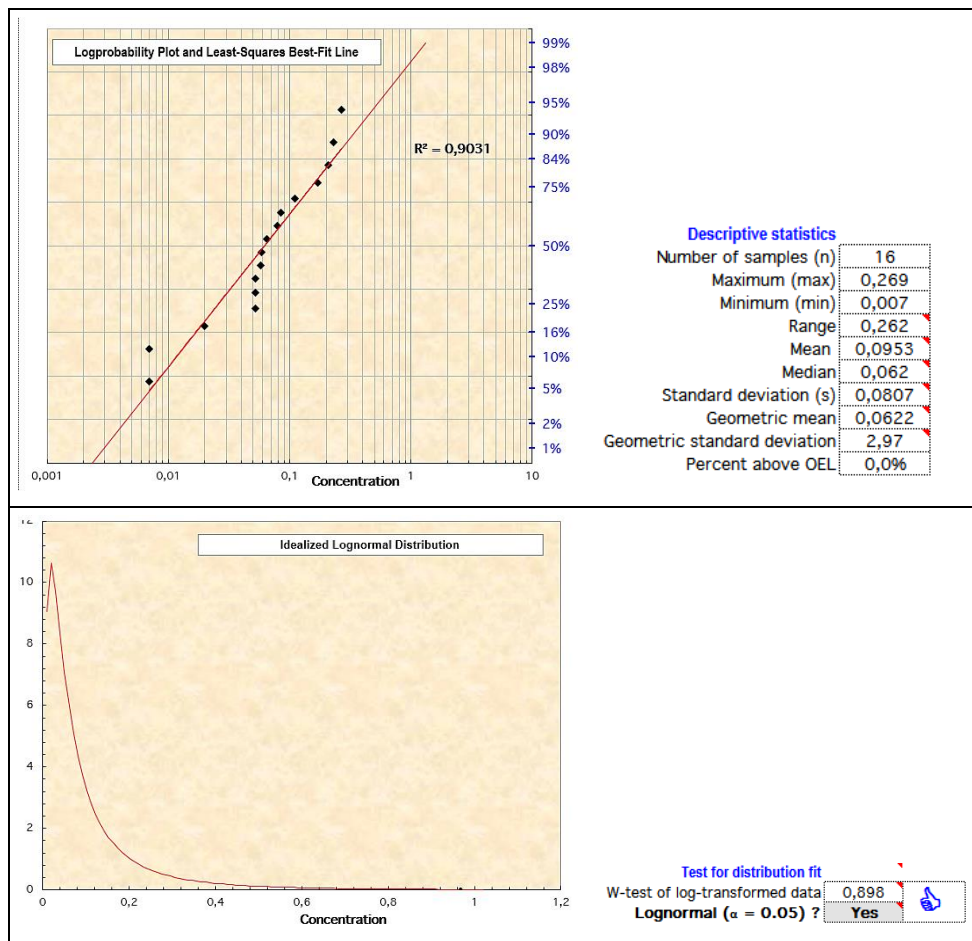 Logprobability Plot and Least-Squares Best-Fit Line
R² = 0,9031
99%
98%
95%
90%
84%
75%
50%
25%
16%
10%
5%
2%
1%
0,001 0,01 0,1 1 10
Concentration
Descriptive statistics
Number of samples (n) 16
Maximum (max) 0,269
Minimum (min) 0,007
Range 0,262
Mean 0,0953
Median 0,062
Standard deviation (s) 0,0807
Geometric mean 0,0622
Geometric standard deviation 2,97
Percent above OEL 0,0%
Idealized Lognormal Distribution
12
10
8
6
4
2
0
0 0,2 0,4 0,6 0,8 1 1,2
Concentration
Test for distribution fit
W-test of log-transformed data 0,898
Lognormal (α = 0.05) ? Yes